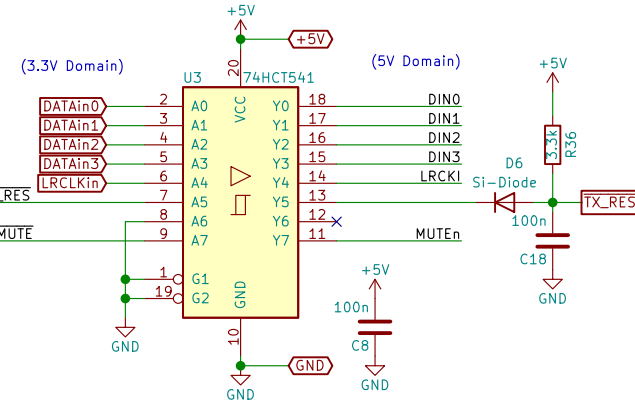 +5V
+5V
(3.3V Domain)
(5V Domain)
+5V
U3
74HCT541
20
VCC
DATAin0 2 A0 Y0 18 DIN0
DATAin1 3 A1 Y1 17 DIN1
DATAin2 4 A2 Y2 16 DIN2
DATAin3 5 A3 Y3 15 DIN3
LRCLKin 6 A4 Y4 14 LRCKI
_RES 7 A5 Y5 13
8 A6 Y6 12
MUTE 9 A7 Y7 11 MUTEn
3.3k
R36
D6
Si-Diode
TX_RES
100n
C18
GND
1 G1
19 G2
GND
GND
10
+5V
100n
C8
GND
GND
GND